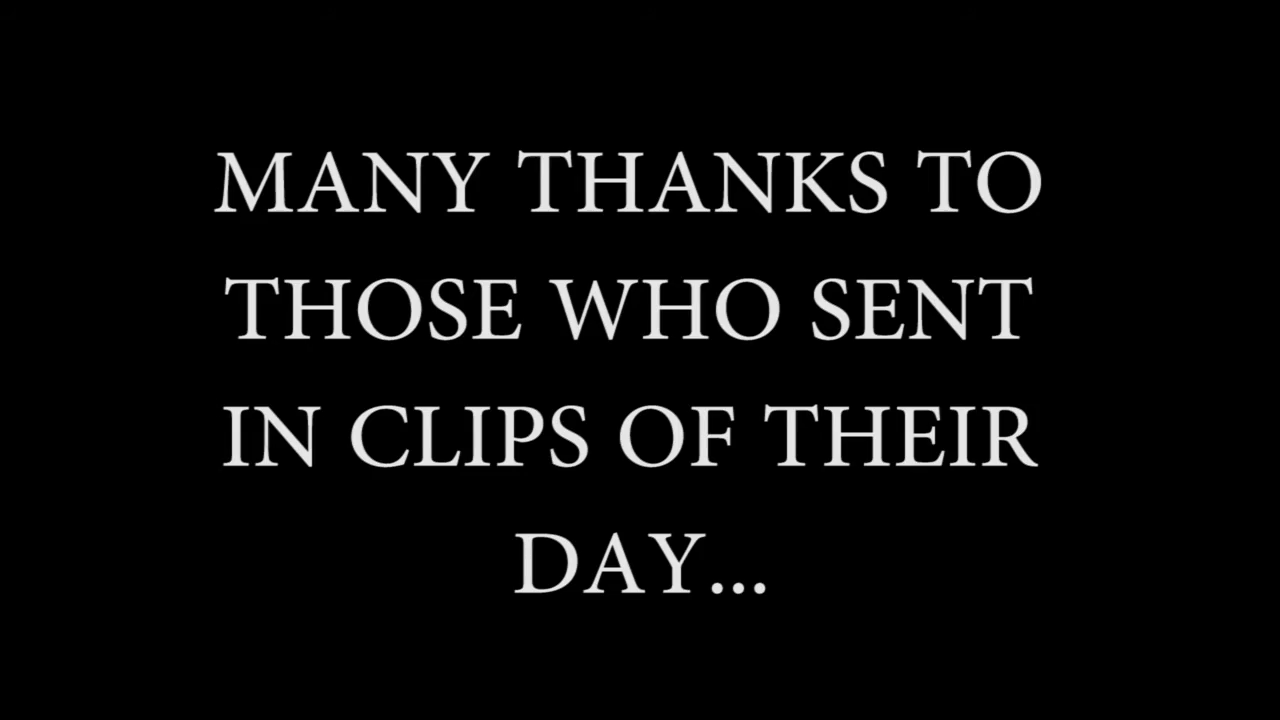 MANY THANKS TO
THOSE WHO SENT
IN CLIPS OF THEIR
DAY...